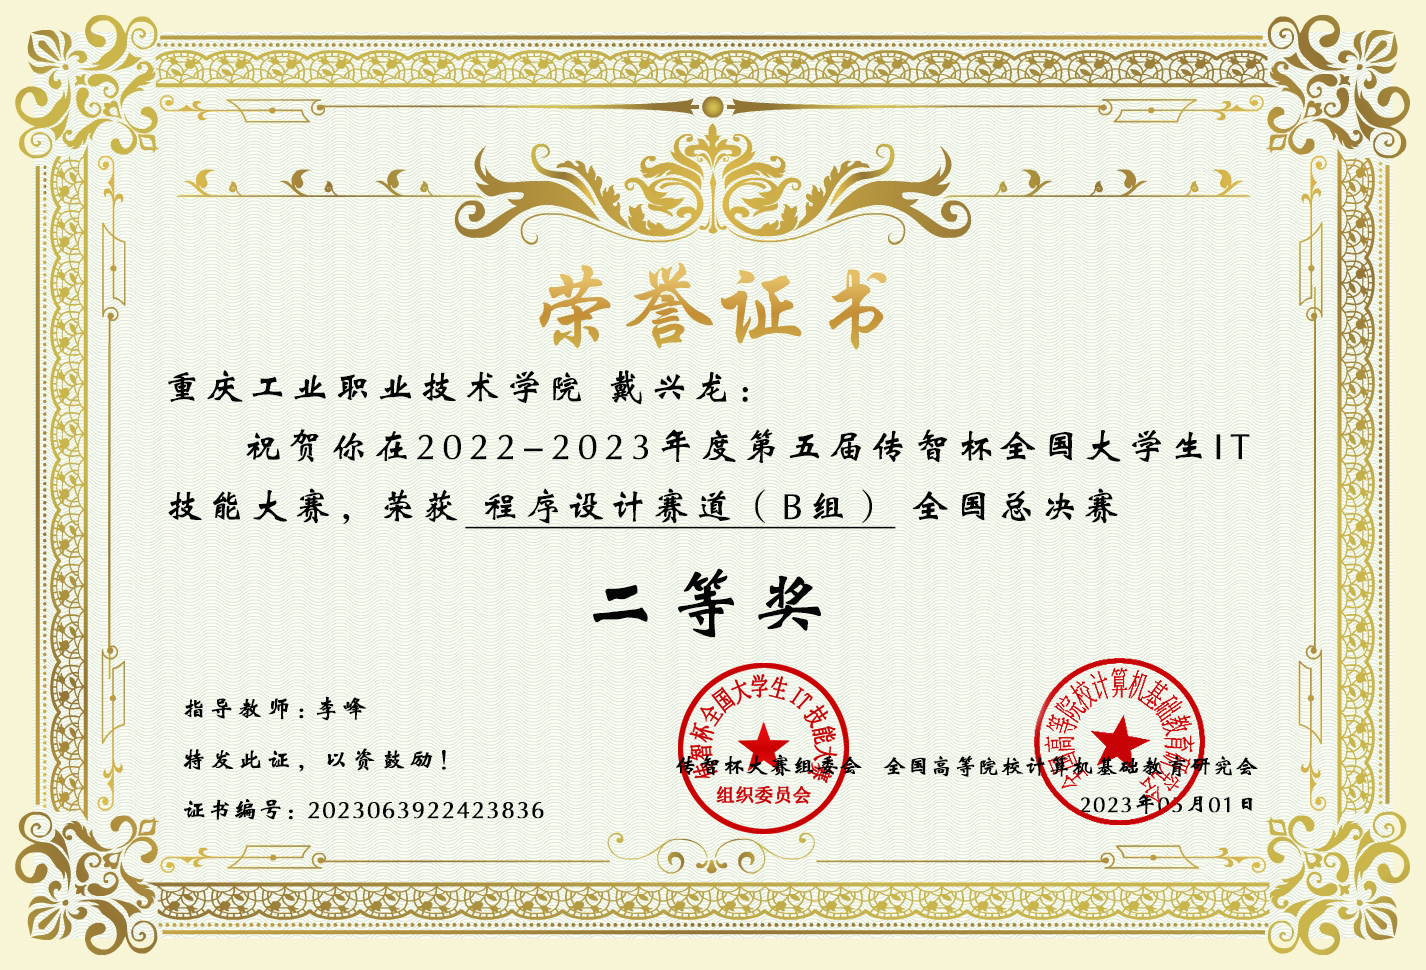 荣誉证书
重庆工业职业技术学院 戴兴龙：
祝贺你在2022-2023年度第五届传智杯全国大学生IT
技能大赛，荣获 程序设计赛道（B组） 全国总决赛
二等奖
指导教师：李峰
特发此证，以资鼓励！
证书编号：2023063922423836
传智杯全国大学生IT技能大赛
组织委员会
传智杯大赛组委会
全国高等院校计算机基础教育研究会
全国高等院校计算机基础教育研究会
2023年05月01日